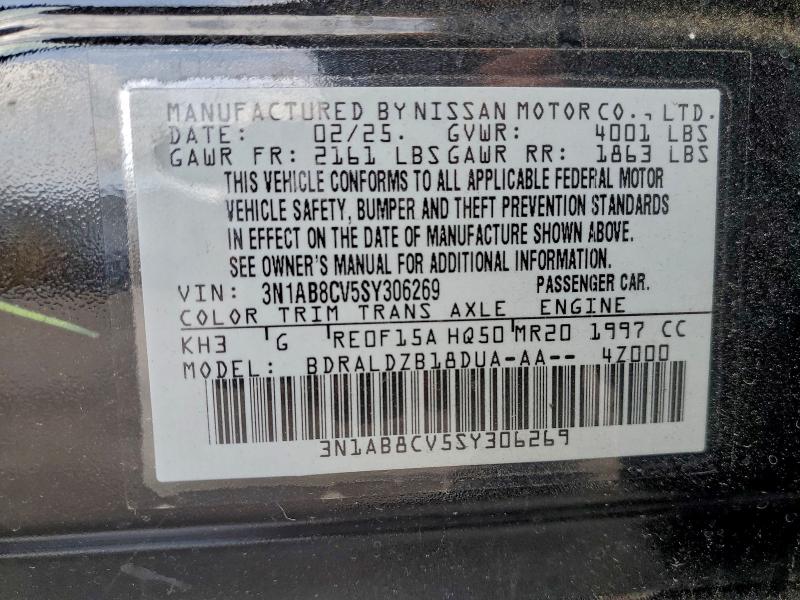 MANUFACTURED BY NISSAN MOTOR CO., LTD.
DATE: 02/25. GVWR: 4001 LBS
GAWR FR: 2161 LBS GAWR RR: 1863 LBS
THIS VEHICLE CONFORMS TO ALL APPLICABLE FEDERAL MOTOR
VEHICLE SAFETY, BUMPER AND THEFT PREVENTION STANDARDS
IN EFFECT ON THE DATE OF MANUFACTURE SHOWN ABOVE.
SEE OWNER'S MANUAL FOR ADDITIONAL INFORMATION.
VIN: 3N1AB8CV5SY306269 PASSENGER CAR.
COLOR TRIM TRANS AXLE ENGINE
KH3 G RE0F15A HQ50 MR20 1997 CC
MODEL: BDRALDZB18DUA-AA-- 4Z000
3N1AB8CV5SY306269